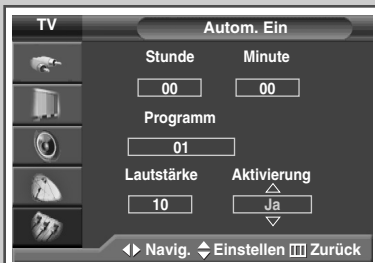 TV
Autom. Ein
Stunde Minute
00 00
Programm
01
Lautstärke Aktivierung
10 Ja
Navig. Einstellen Zurück